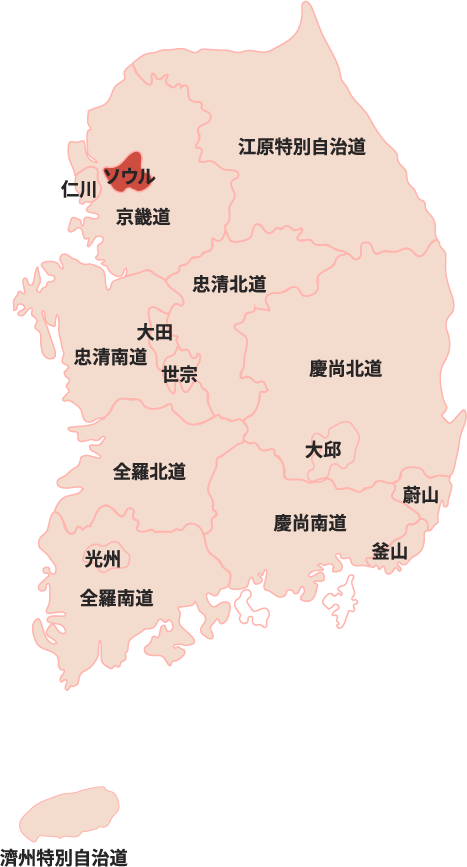 江原特別自治道
ソウル
仁川
京畿道
忠清北道
大田
忠清南道
世宗
慶尚北道
大邱
全羅北道
蔚山
慶尚南道
釜山
光州
全羅南道
濟州特別自治道